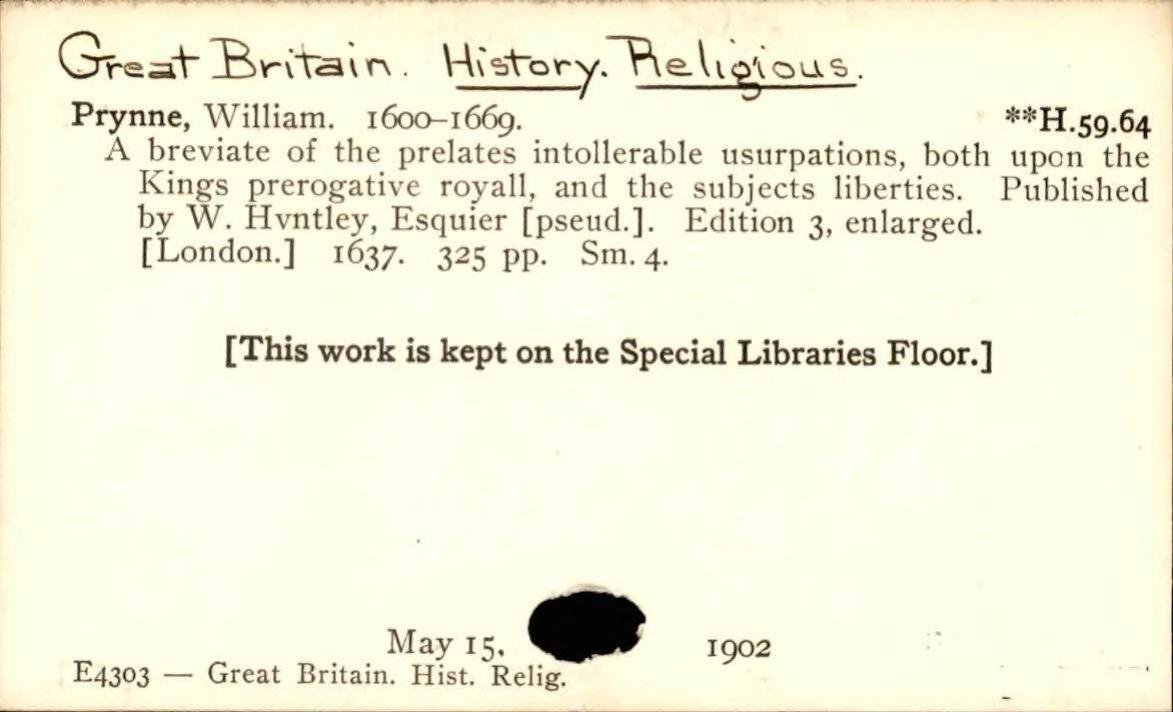 Great Britain. History. Religious.
Prynne, William. 1600–1669. **H.59.64
A breviate of the prelates intollerable usurpations, both upon the
Kings prerogative royall, and the subjects liberties. Published
by W. Hvntley, Esquier [pseud.]. Edition 3, enlarged.
[London.] 1637. 325 pp. Sm. 4.
[This work is kept on the Special Libraries Floor.]
May 15, 1902
E4303 — Great Britain. Hist. Relig.